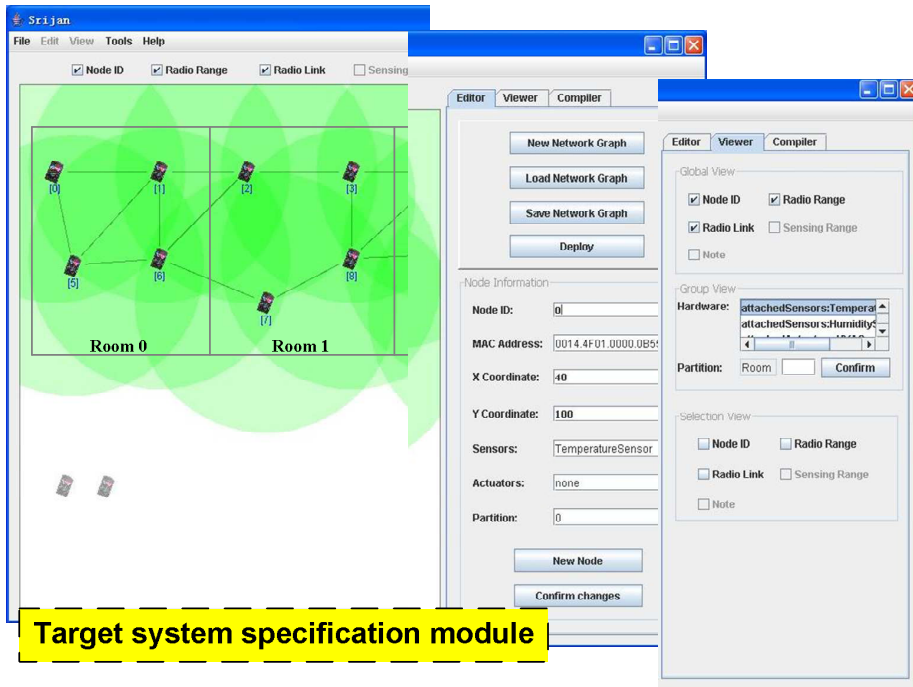 Srijan
File Edit View Tools Help
Node ID Radio Range Radio Link Sensing
[0] [1] [2] [3]
[5] [6] [8]
[7]
Room 0 Room 1
Editor Viewer Compiler
New Network Graph
Load Network Graph
Save Network Graph
Deploy
Node Information
Node ID: 0
MAC Address: 0014.4F01.0000.0B5
X Coordinate: 40
Y Coordinate: 100
Sensors: TemperatureSensor
Actuators: none
Partition: 0
New Node
Confirm changes
Editor Viewer Compiler
Global View
Node ID Radio Range
Radio Link Sensing Range
Note
Group View
Hardware: attachedSensors:Tempera
attachedSensors:Humidity
Partition: Room Confirm
Selection View
Node ID Radio Range
Radio Link Sensing Range
Note
Target system specification module